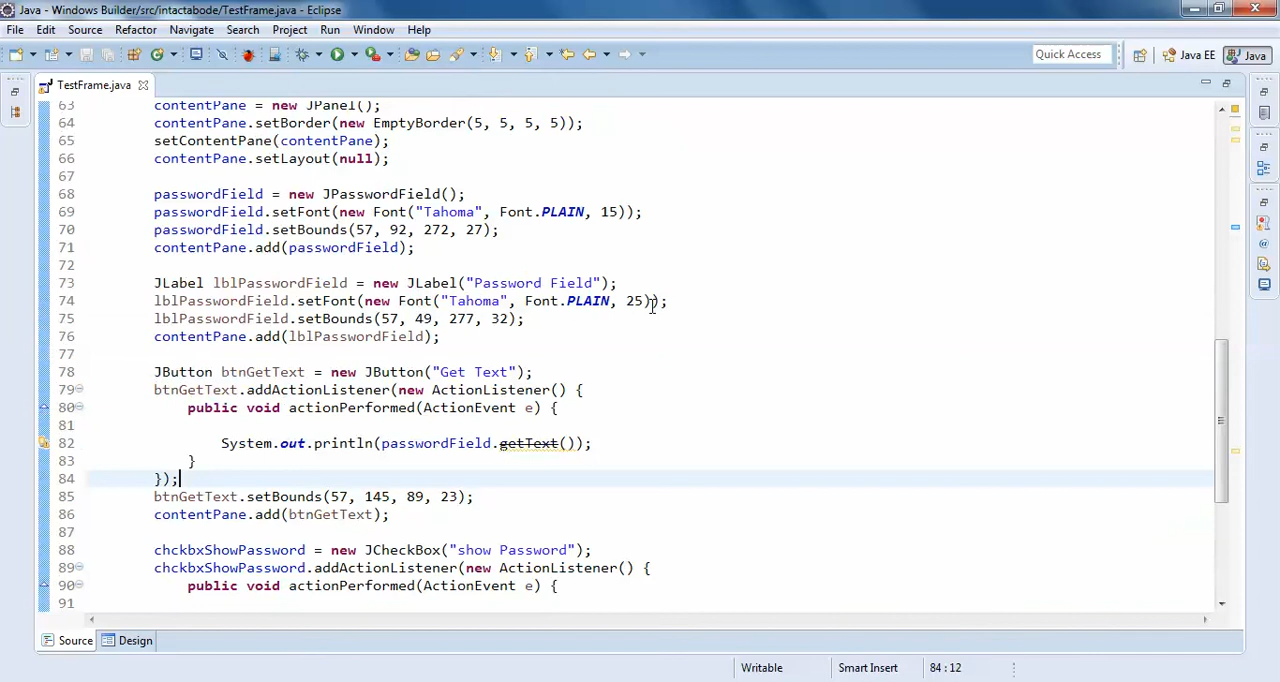 Java - Windows Builder/src/intactabode/TestFrame.java - Eclipse
File Edit Source Refactor Navigate Search Project Run Window Help
Quick Access Java EE Java
TestFrame.java
63 contentPane = new JPanel();
64 contentPane.setBorder(new EmptyBorder(5, 5, 5, 5));
65 setContentPane(contentPane);
66 contentPane.setLayout(null);
67
68 passwordField = new JPasswordField();
69 passwordField.setFont(new Font("Tahoma", Font.PLAIN, 15));
70 passwordField.setBounds(57, 92, 272, 27);
71 contentPane.add(passwordField);
72
73 JLabel lblPasswordField = new JLabel("Password Field");
74 lblPasswordField.setFont(new Font("Tahoma", Font.PLAIN, 25));
75 lblPasswordField.setBounds(57, 49, 277, 32);
76 contentPane.add(lblPasswordField);
77
78 JButton btnGetText = new JButton("Get Text");
79 btnGetText.addActionListener(new ActionListener() {
80 public void actionPerformed(ActionEvent e) {
81
82 System.out.println(passwordField.getText());
83 }
84 });
85 btnGetText.setBounds(57, 145, 89, 23);
86 contentPane.add(btnGetText);
87
88 chckbxShowPassword = new JCheckBox("show Password");
89 chckbxShowPassword.addActionListener(new ActionListener() {
90 public void actionPerformed(ActionEvent e) {
91
Source Design
Writable Smart Insert 84 : 12